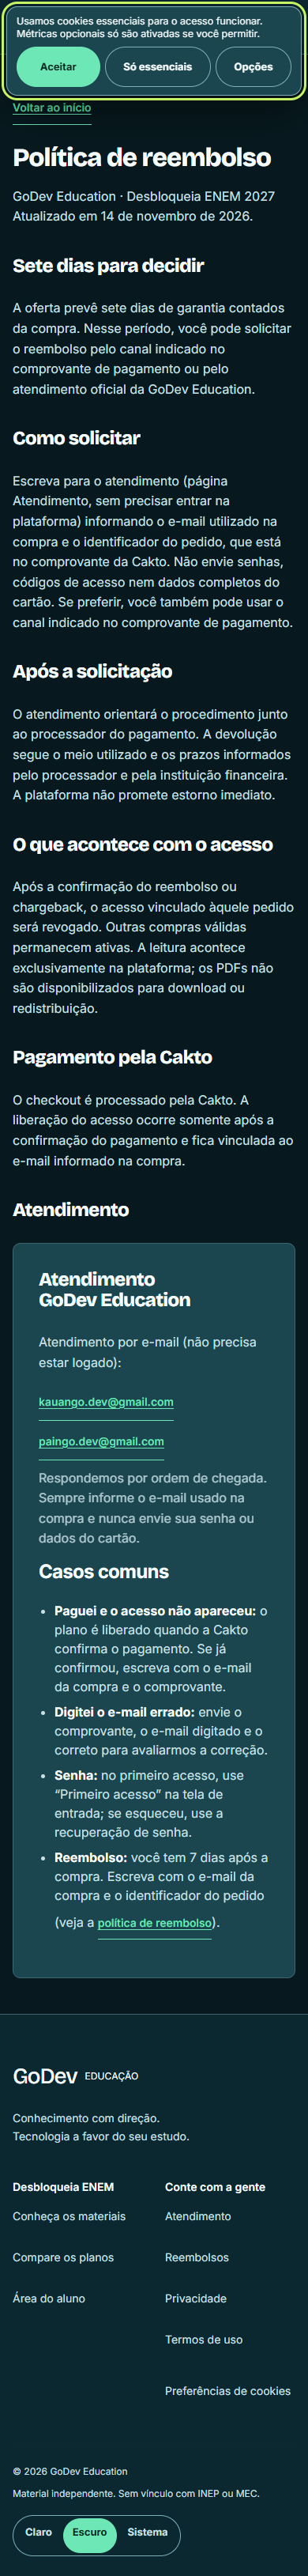 Usamos cookies essenciais para o acesso funcionar.
Métricas opcionais só são ativadas se você permitir.
Aceitar
Só essenciais
Opções
Voltar ao início
Política de reembolso
GoDev Education · Desbloqueia ENEM 2027
Atualizado em 14 de novembro de 2026.
Sete dias para decidir
A oferta prevê sete dias de garantia contados
da compra. Nesse período, você pode solicitar
o reembolso pelo canal indicado no
comprovante de pagamento ou pelo
atendimento oficial da GoDev Education.
Como solicitar
Escreva para o atendimento (página
Atendimento, sem precisar entrar na
plataforma) informando o e-mail utilizado na
compra e o identificador do pedido, que está
no comprovante da Cakto. Não envie senhas,
códigos de acesso nem dados completos do
cartão. Se preferir, você também pode usar o
canal indicado no comprovante de pagamento.
Após a solicitação
O atendimento orientará o procedimento junto
ao processador do pagamento. A devolução
segue o meio utilizado e os prazos informados
pelo processador e pela instituição financeira.
A plataforma não promete estorno imediato.
O que acontece com o acesso
Após a confirmação do reembolso ou
chargeback, o acesso vinculado àquele pedido
será revogado. Outras compras válidas
permanecem ativas. A leitura acontece
exclusivamente na plataforma; os PDFs não
são disponibilizados para download ou
redistribuição.
Pagamento pela Cakto
O checkout é processado pela Cakto. A
liberação do acesso ocorre somente após a
confirmação do pagamento e fica vinculada ao
e-mail informado na compra.
Atendimento
Atendimento
GoDev Education
Atendimento por e-mail (não precisa
estar logado):
kauango.dev@gmail.com
paingo.dev@gmail.com
Respondemos por ordem de chegada.
Sempre informe o e-mail usado na
compra e nunca envie sua senha ou
dados do cartão.
Casos comuns
• Paguei e o acesso não apareceu: o
plano é liberado quando a Cakto
confirma o pagamento. Se já
confirmou, escreva com o e-mail
da compra e o comprovante.
• Digitei o e-mail errado: envie o
comprovante, o e-mail digitado e o
correto para avaliarmos a correção.
• Senha: no primeiro acesso, use
“Primeiro acesso” na tela de
entrada; se esqueceu, use a
recuperação de senha.
• Reembolso: você tem 7 dias após a
compra. Escreva com o e-mail da
compra e o identificador do pedido
(veja a política de reembolso).
GoDev EDUCAÇÃO
Conhecimento com direção.
Tecnologia a favor do seu estudo.
Desbloqueia ENEM
Conheça os materiais
Compare os planos
Área do aluno
Conte com a gente
Atendimento
Reembolsos
Privacidade
Termos de uso
Preferências de cookies
© 2026 GoDev Education
Material independente. Sem vínculo com INEP ou MEC.
Claro
Escuro
Sistema